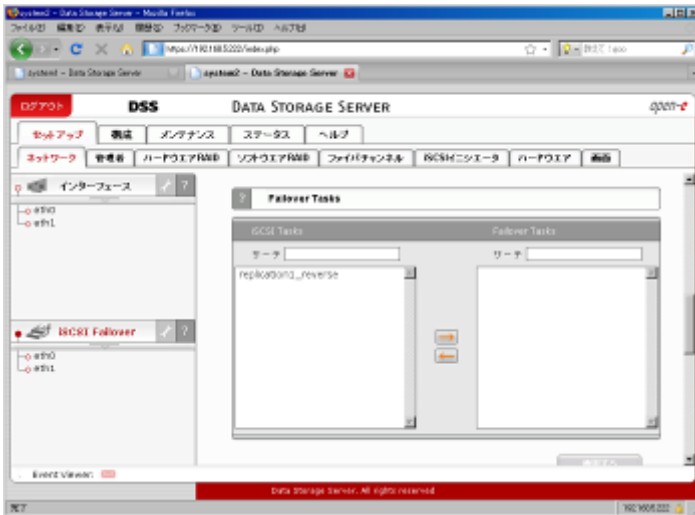 system2 - Data Storage Server - Mozilla Firefox
ファイル(F) 編集(E) 表示(V) 履歴(S) ブックマーク(B) ツール(T) ヘルプ(H)
system1 - Data Storage Server
system2 - Data Storage Server
ログアウト
DSS
DATA STORAGE SERVER
open-e
セットアップ 構成 メンテナンス ステータス ヘルプ
ネットワーク 管理者 ハードウエアRAID ソフトウエアRAID ファイバチャンネル iSCSIイニシエータ ハードウエア 画面
インターフェース
?
eth0
eth1
iSCSI Failover
?
eth0
eth1
?
Failover Tasks
iSCSI Tasks
Failover Tasks
サーチ
サーチ
replication1_reverse
Event Viewer:
Data Storage Server. All rights reserved
完了